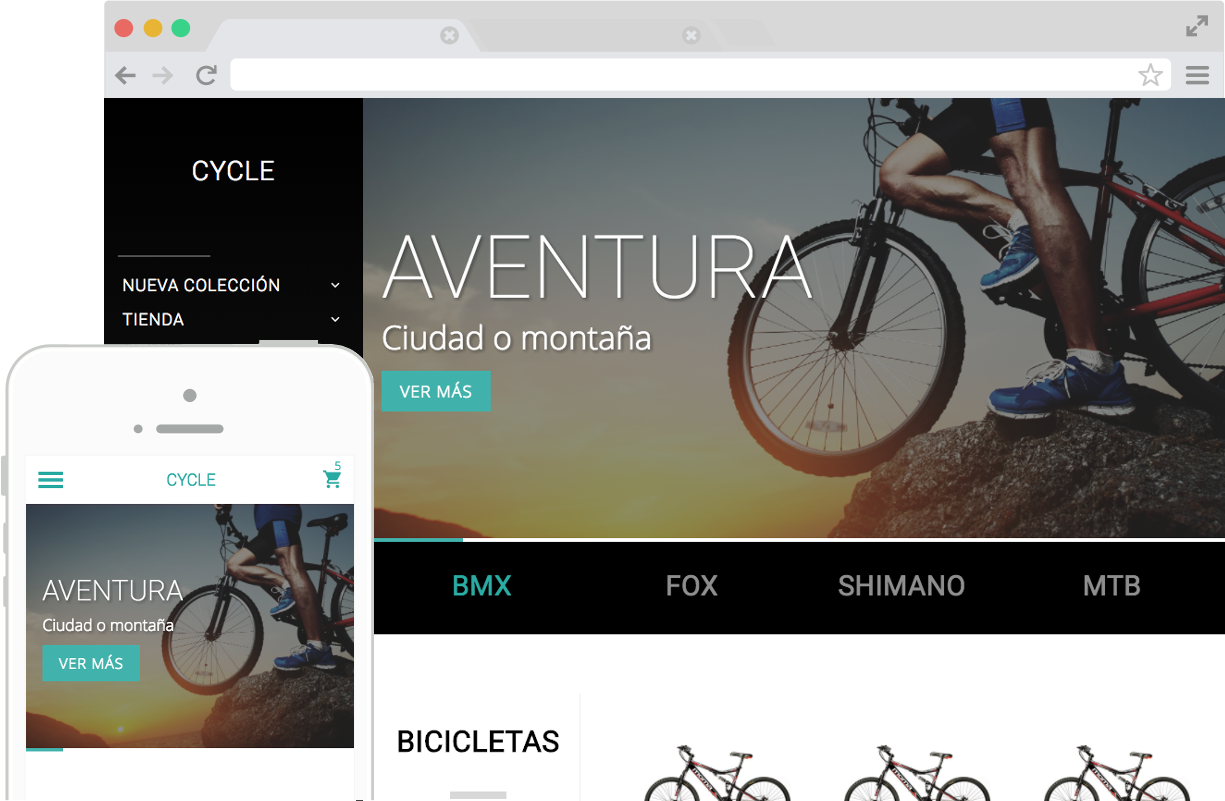 CYCLE
NUEVA COLECCIÓN
TIENDA
AVENTURA
Ciudad o montaña
VER MÁS
BMX
FOX
SHIMANO
MTB
BICICLETAS
5
CYCLE
AVENTURA
Ciudad o montaña
VER MÁS